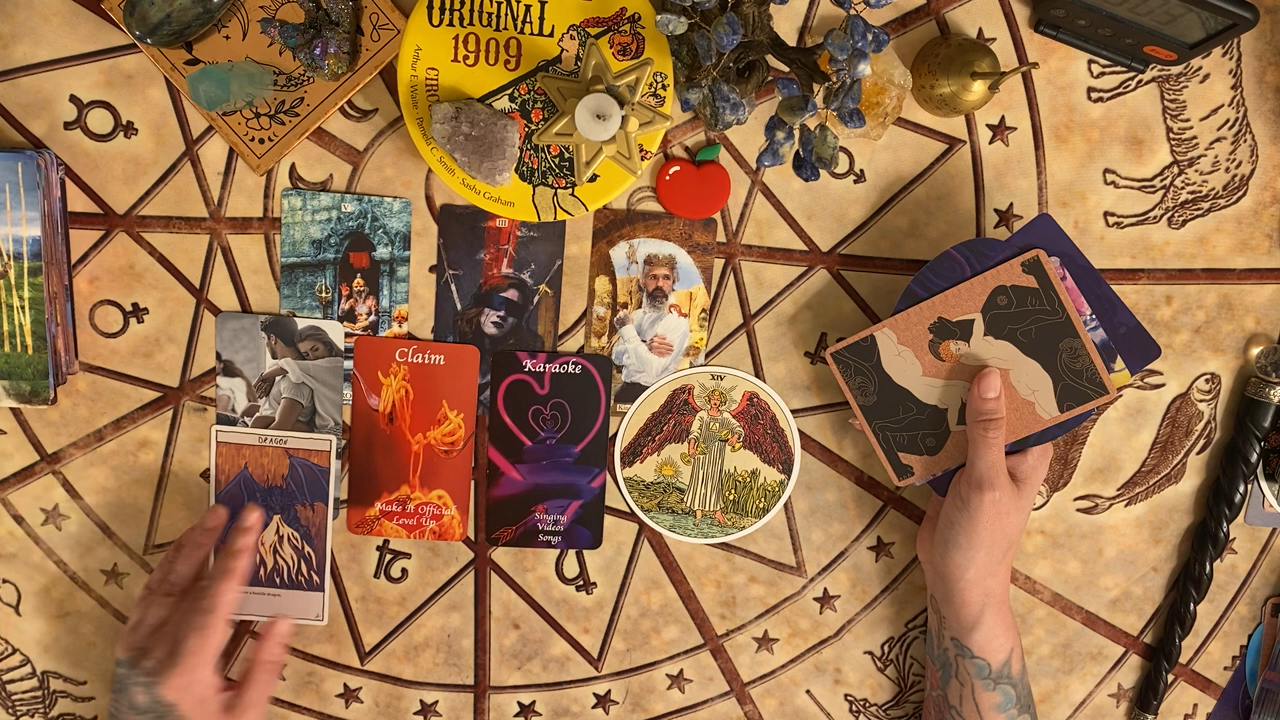 ORIGINAL
1909
Arthur E. Waite · Pamela C. Smith · Sasha Graham
V
III
XIV
Claim
Make It Official
Level Up
Karaoke
Singing
Videos
Songs
DRAGON